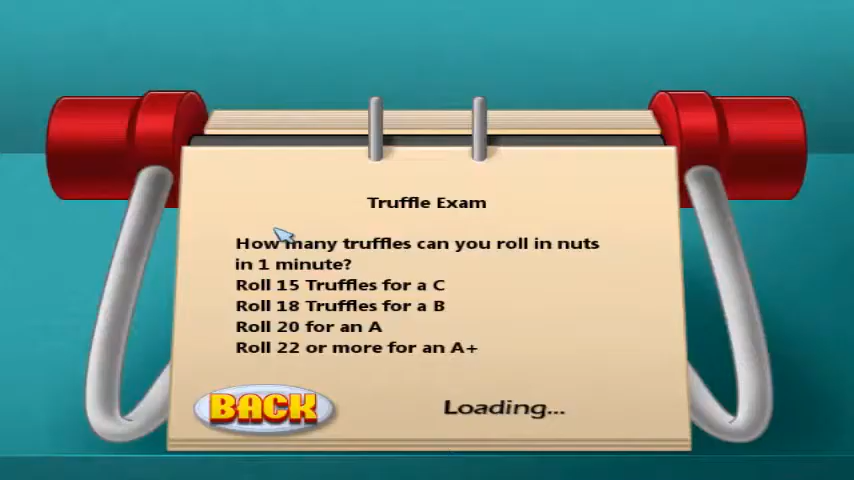 Truffle Exam
How many truffles can you roll in nuts
in 1 minute?
Roll 15 Truffles for a C
Roll 18 Truffles for a B
Roll 20 for an A
Roll 22 or more for an A+
BACK
Loading...